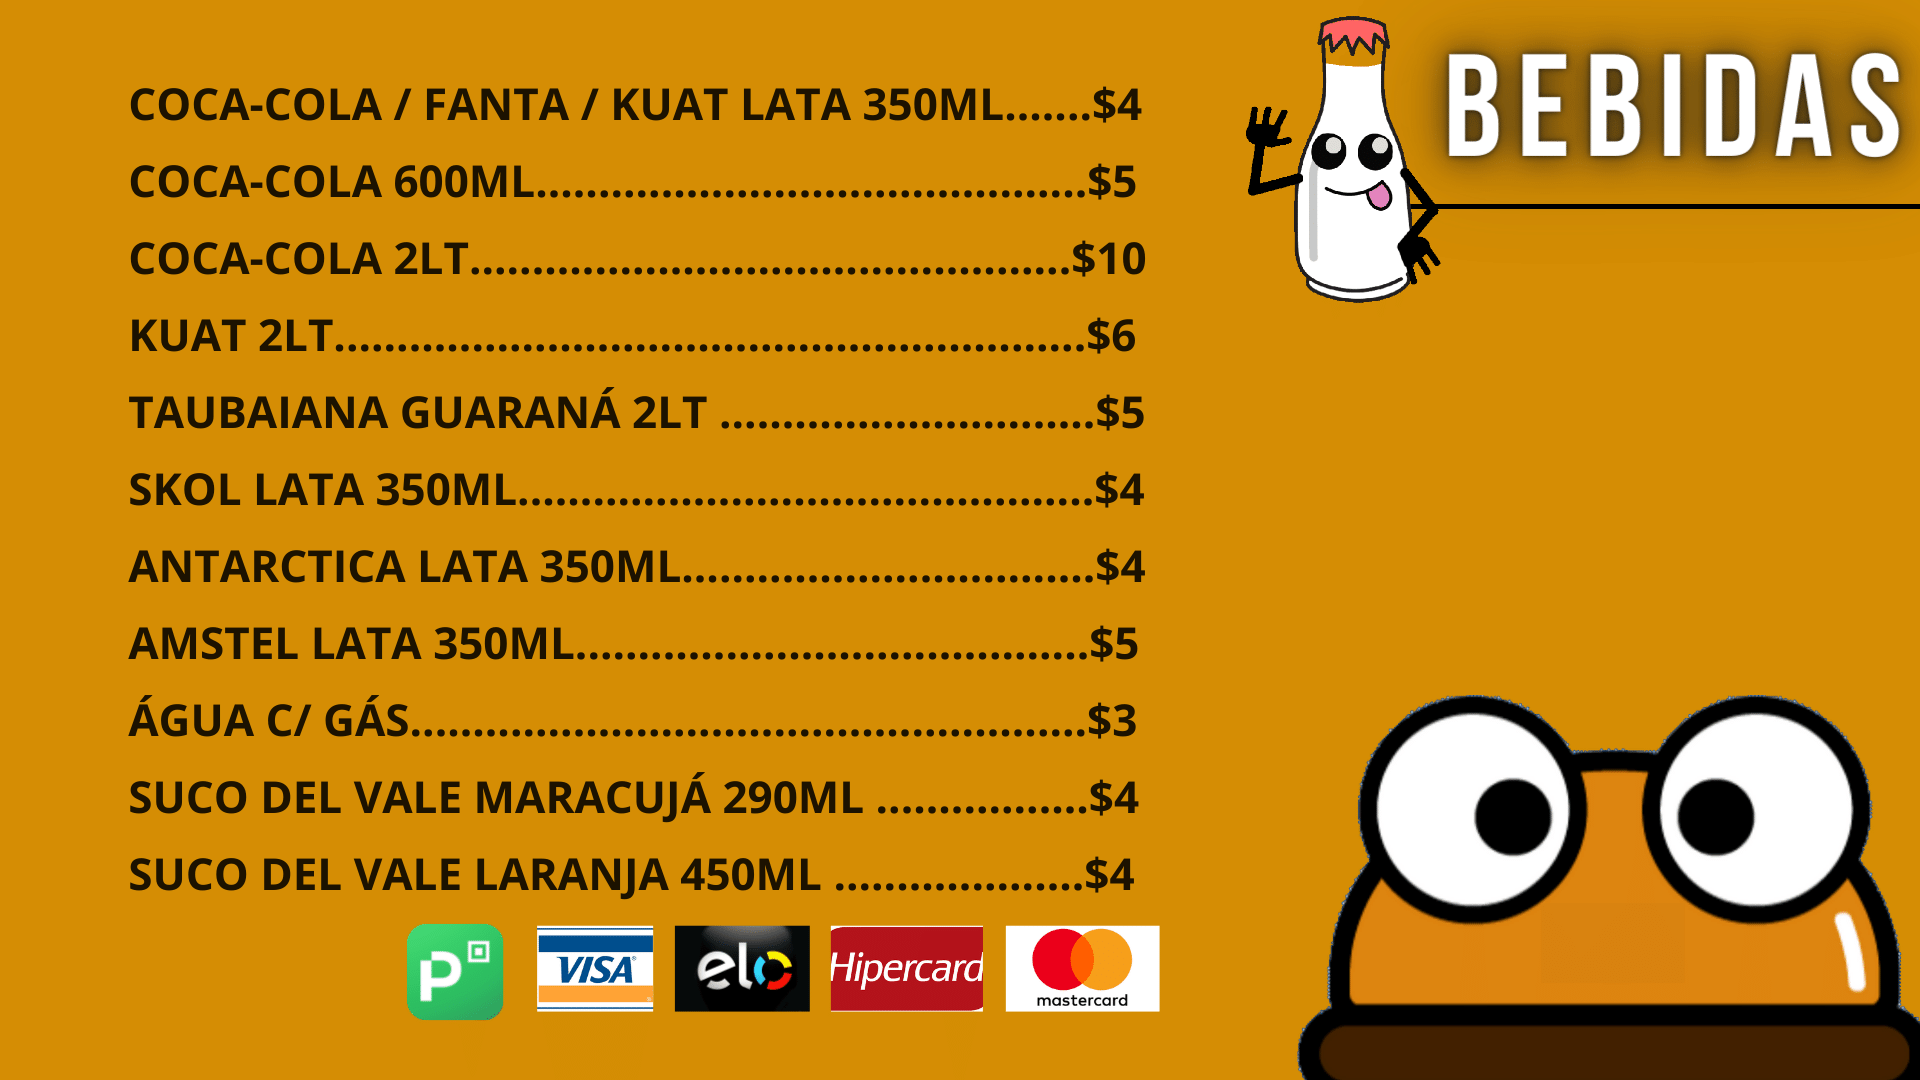 BEBIDAS
COCA-COLA / FANTA / KUAT LATA 350ML.......$4
COCA-COLA 600ML............................................$5
COCA-COLA 2LT................................................$10
KUAT 2LT............................................................$6
TAUBAIANA GUARANÁ 2LT ..............................$5
SKOL LATA 350ML..............................................$4
ANTARCTICA LATA 350ML.................................$4
AMSTEL LATA 350ML.........................................$5
ÁGUA C/ GÁS......................................................$3
SUCO DEL VALE MARACUJÁ 290ML .................$4
SUCO DEL VALE LARANJA 450ML ....................$4
P VISA elo Hipercard mastercard